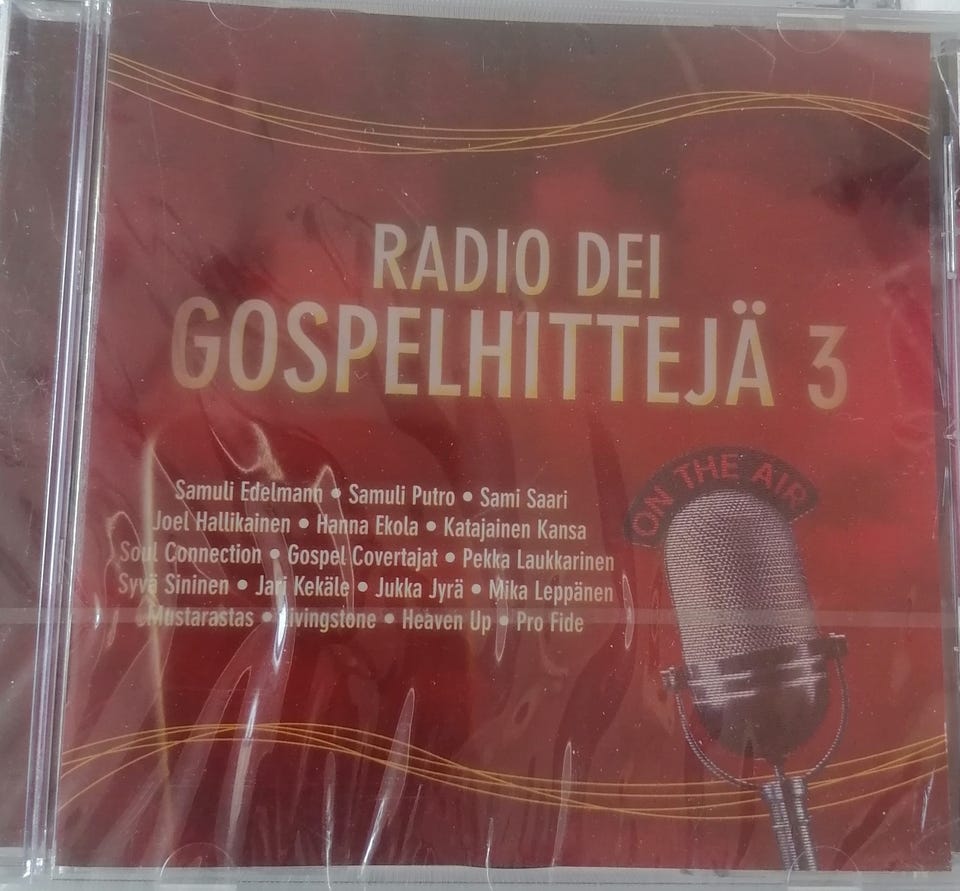 RADIO DEI
GOSPELHITTEJÄ 3
ON THE AIR
Samuli Edelmann • Samuli Putro • Sami Saari
Joel Hallikainen • Hanna Ekola • Katajainen Kansa
Soul Connection • Gospel Covertajat • Pekka Laukkarinen
Syvä Sininen • Jari Kekäle • Jukka Jyrä • Mika Leppänen
Mustarastas • Livingstone • Heaven Up • Pro Fide